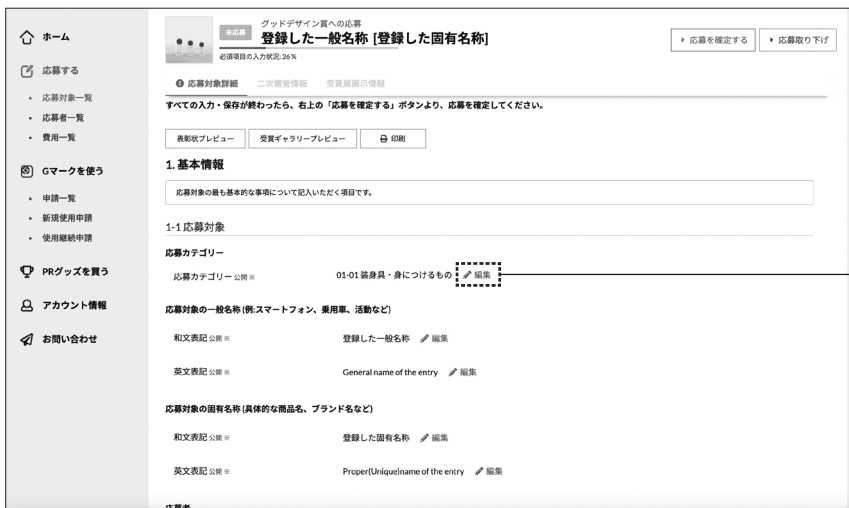 ホーム
応募する
・ 応募対象一覧
・ 応募者一覧
・ 費用一覧
Gマークを使う
・ 申請一覧
・ 新規使用申請
・ 使用継続申請
PRグッズを買う
アカウント情報
お問い合わせ
未応募
グッドデザイン賞への応募
登録した一般名称 [登録した固有名称]
必須項目の入力状況: 26%
応募を確定する
応募取り下げ
応募対象詳細 二次審査情報 受賞展展示情報
すべての入力・保存が終わったら、右上の「応募を確定する」ボタンより、応募を確定してください。
表彰状プレビュー 受賞ギャラリープレビュー 印刷
1. 基本情報
応募対象の最も基本的な事項について記入いただく項目です。
1-1 応募対象
応募カテゴリー
応募カテゴリー 公開 ※ 01-01 装身具・身につけるもの 編集
応募対象の一般名称 (例:スマートフォン、乗用車、活動など)
和文表記 公開 ※ 登録した一般名称 編集
英文表記 公開 ※ General name of the entry 編集
応募対象の固有名称 (具体的な商品名、ブランド名など)
和文表記 公開 ※ 登録した固有名称 編集
英文表記 公開 ※ Proper(Unique)name of the entry 編集
応募者